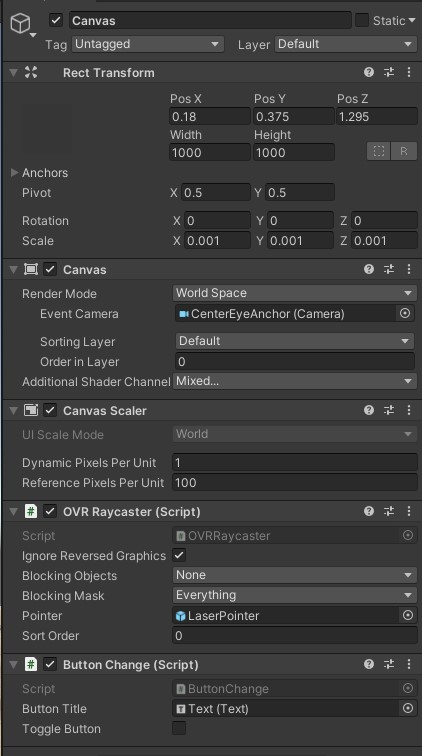 Canvas
Static
Tag Untagged Layer Default
Rect Transform
Pos X Pos Y Pos Z
0.18 0.375 1.295
Width Height
1000 1000
R
Anchors
Pivot X 0.5 Y 0.5
Rotation X 0 Y 0 Z 0
Scale X 0.001 Y 0.001 Z 0.001
Canvas
Render Mode World Space
Event Camera CenterEyeAnchor (Camera)
Sorting Layer Default
Order in Layer 0
Additional Shader Channel Mixed...
Canvas Scaler
UI Scale Mode World
Dynamic Pixels Per Unit 1
Reference Pixels Per Unit 100
# OVR Raycaster (Script)
Script # OVRRaycaster
Ignore Reversed Graphics
Blocking Objects None
Blocking Mask Everything
Pointer LaserPointer
Sort Order 0
# Button Change (Script)
Script # ButtonChange
Button Title T Text (Text)
Toggle Button